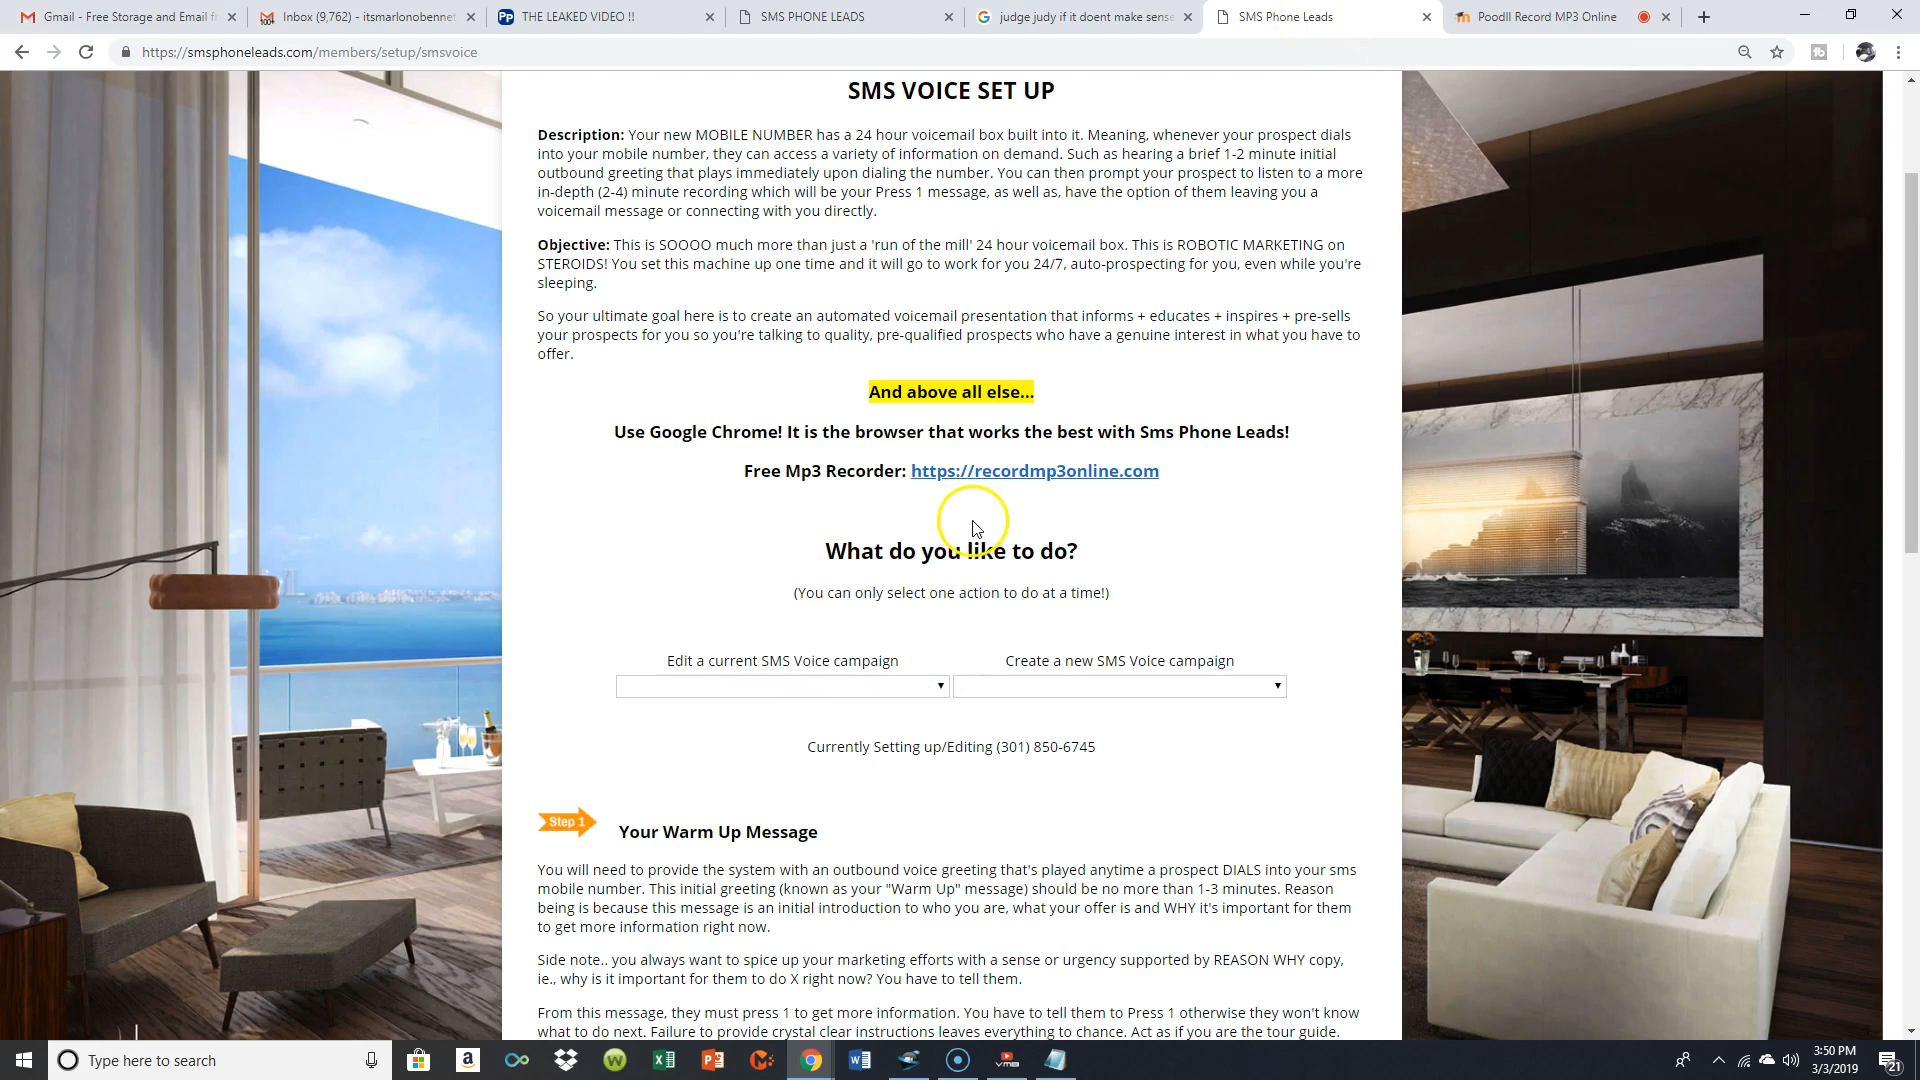 Gmail - Free Storage and Email f
Inbox (9,762) - itsmarlonobennet
THE LEAKED VIDEO !!
SMS PHONE LEADS
judge judy if it doent make sense
SMS Phone Leads
Poodll Record MP3 Online
https://smsphoneleads.com/members/setup/smsvoice
SMS VOICE SET UP
Description: Your new MOBILE NUMBER has a 24 hour voicemail box built into it. Meaning, whenever your prospect dials
into your mobile number, they can access a variety of information on demand. Such as hearing a brief 1-2 minute initial
outbound greeting that plays immediately upon dialing the number. You can then prompt your prospect to listen to a more
in-depth (2-4) minute recording which will be your Press 1 message, as well as, have the option of them leaving you a
voicemail message or connecting with you directly.
Objective: This is SOOOO much more than just a 'run of the mill' 24 hour voicemail box. This is ROBOTIC MARKETING on
STEROIDS! You set this machine up one time and it will go to work for you 24/7, auto-prospecting for you, even while you're
sleeping.
So your ultimate goal here is to create an automated voicemail presentation that informs + educates + inspires + pre-sells
your prospects for you so you're talking to quality, pre-qualified prospects who have a genuine interest in what you have to
offer.
And above all else...
Use Google Chrome! It is the browser that works the best with Sms Phone Leads!
Free Mp3 Recorder: https://recordmp3online.com
What do you like to do?
(You can only select one action to do at a time!)
Edit a current SMS Voice campaign
Create a new SMS Voice campaign
Currently Setting up/Editing (301) 850-6745
Step 1
Your Warm Up Message
You will need to provide the system with an outbound voice greeting that's played anytime a prospect DIALS into your sms
mobile number. This initial greeting (known as your "Warm Up" message) should be no more than 1-3 minutes. Reason
being is because this message is an initial introduction to who you are, what your offer is and WHY it's important for them
to get more information right now.
Side note.. you always want to spice up your marketing efforts with a sense or urgency supported by REASON WHY copy,
ie., why is it important for them to do X right now? You have to tell them.
From this message, they must press 1 to get more information. You have to tell them to Press 1 otherwise they won't know
what to do next. Failure to provide crystal clear instructions leaves everything to chance. Act as if you are the tour guide.
Type here to search
3:50 PM
3/3/2019
21